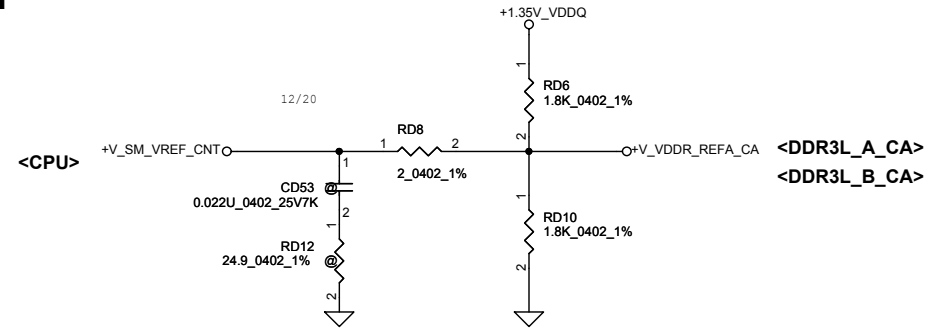 +1.35V_VDDQ
1
RD6
1.8K_0402_1%
2
12/20
<CPU>
+V_SM_VREF_CNT
1
RD8
2
2_0402_1%
+V_VDDR_REFA_CA
<DDR3L_A_CA>
<DDR3L_B_CA>
1
CD53
@
0.022U_0402_25V7K
2
1
RD12
@
24.9_0402_1%
2
1
RD10
1.8K_0402_1%
2